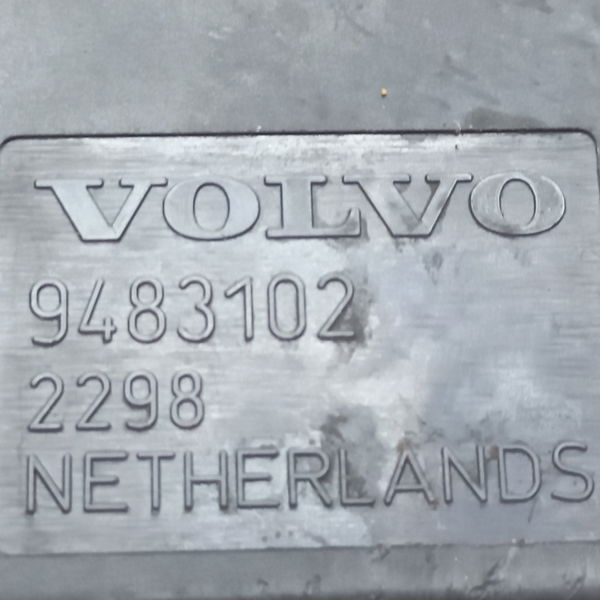 VOLVO
9483102
2298
NETHERLANDS